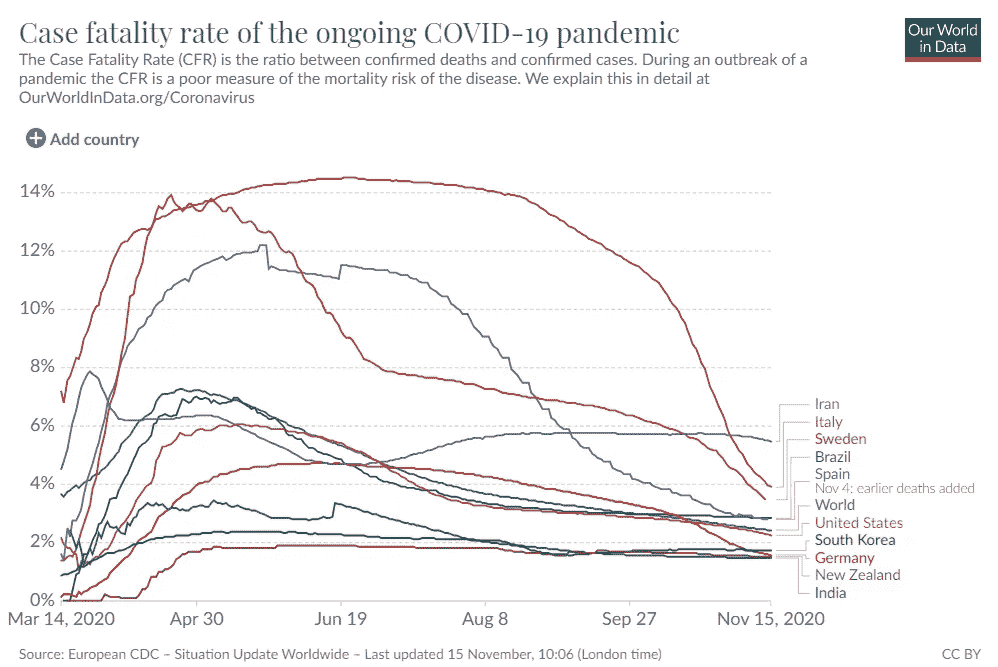 Case fatality rate of the ongoing COVID-19 pandemic
Our World
in Data
The Case Fatality Rate (CFR) is the ratio between confirmed deaths and confirmed cases. During an outbreak of a
pandemic the CFR is a poor measure of the mortality risk of the disease. We explain this in detail at
OurWorldInData.org/Coronavirus
Add country
14%
12%
10%
8%
6%
4%
2%
0%
Iran
Italy
Sweden
Brazil
Spain
Nov 4: earlier deaths added
World
United States
South Korea
Germany
New Zealand
India
Mar 14, 2020
Apr 30
Jun 19
Aug 8
Sep 27
Nov 15, 2020
Source: European CDC – Situation Update Worldwide – Last updated 15 November, 10:06 (London time)
CC BY